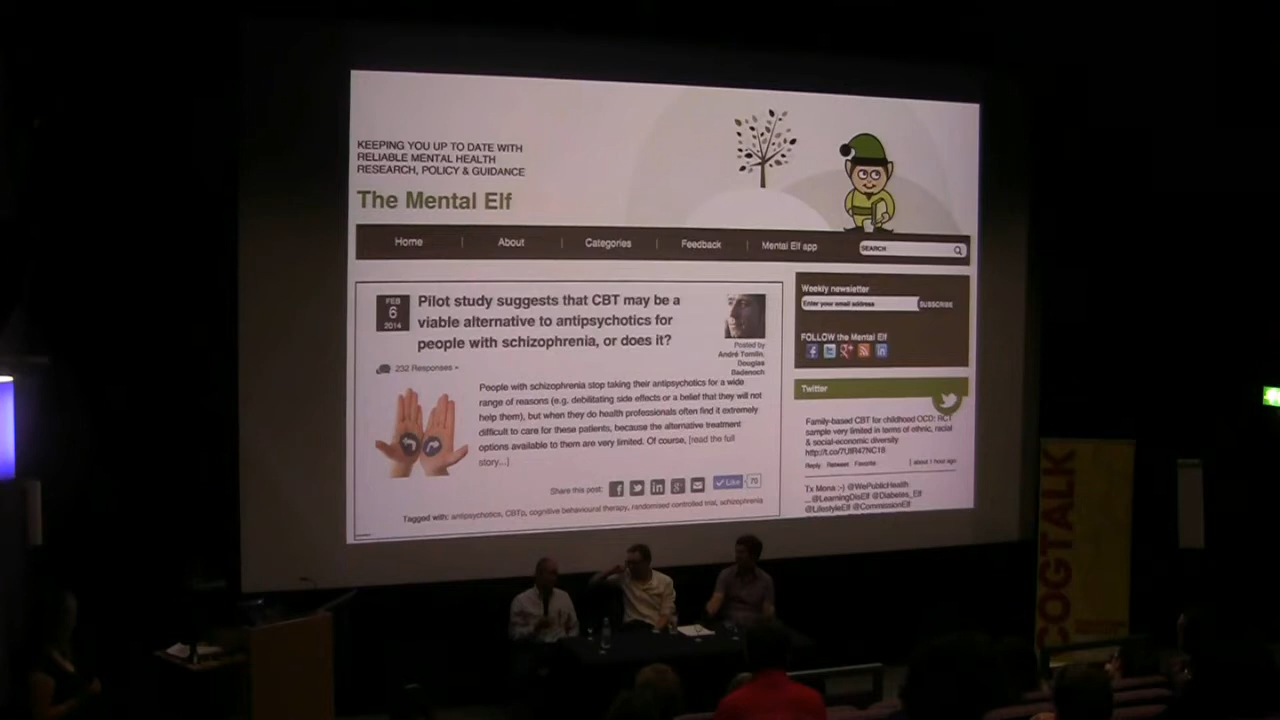 KEEPING YOU UP TO DATE WITH
RELIABLE MENTAL HEALTH
RESEARCH, POLICY & GUIDANCE
The Mental Elf
Home | About | Categories | Feedback | Mental Elf app
SEARCH
FEB
6
2014
Pilot study suggests that CBT may be a
viable alternative to antipsychotics for
people with schizophrenia, or does it?
Posted by
André Tomlin,
Douglas
Badenoch
232 Responses
People with schizophrenia stop taking their antipsychotics for a wide
range of reasons (e.g. debilitating side effects or a belief that they will not
help them), but when they do health professionals often find it extremely
difficult to care for these patients, because the alternative treatment
options available to them are very limited. Of course, [read the full
story...]
Share this post:
Like 70
Tagged with: antipsychotics, CBTp, cognitive behavioural therapy, randomised controlled trial, schizophrenia
Weekly newsletter
Enter your email address SUBSCRIBE
FOLLOW the Mental Elf
Twitter
Family-based CBT for childhood OCD: RCT
sample very limited in terms of ethnic, racial
& social-economic diversity
Reply Retweet Favorite | about 1 hour ago
Tx Mona :-) @WePublicHealth
...@LearningDisElf @Diabetes_Elf
@LifestyleElf @CommissionElf
COGTALK